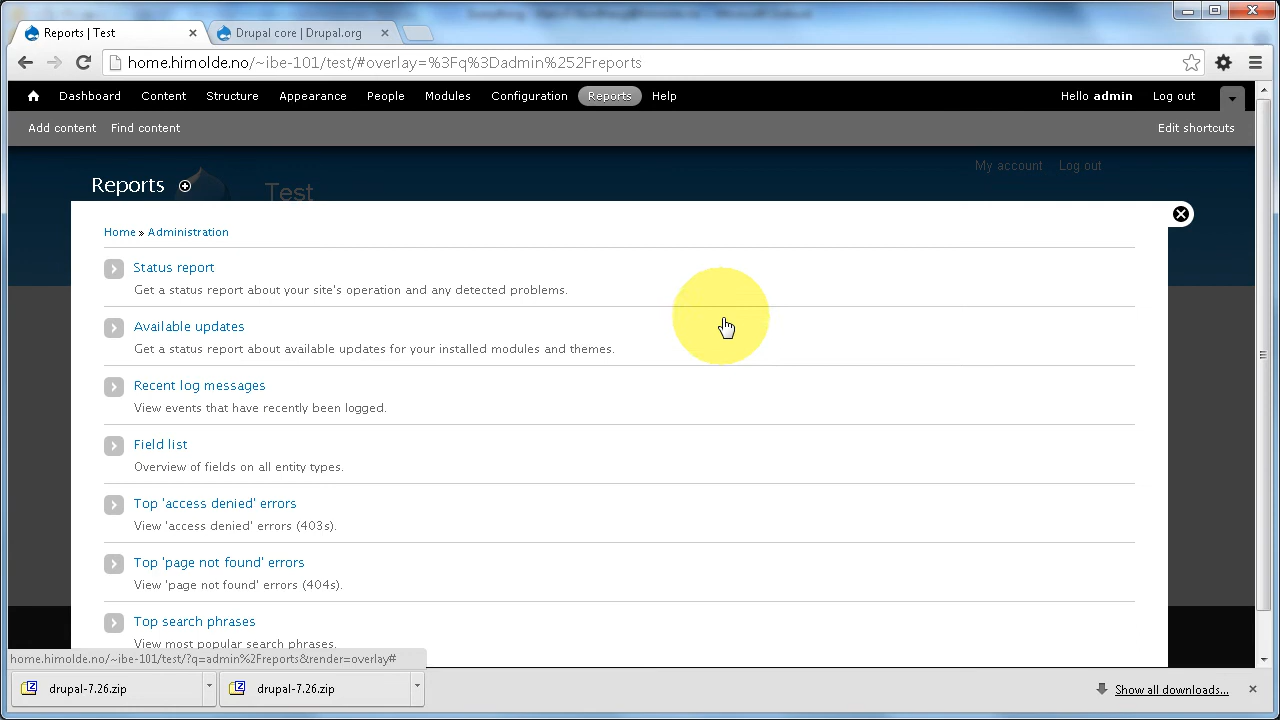 Reports | Test
Drupal core | Drupal.org
home.himolde.no/~ibe-101/test/#overlay=%3Fq%3Dadmin%252Freports
Dashboard Content Structure Appearance People Modules Configuration Reports Help Hello admin Log out
Add content Find content Edit shortcuts
My account Log out
Reports
Test
Home » Administration
Status report
Get a status report about your site's operation and any detected problems.
Available updates
Get a status report about available updates for your installed modules and themes.
Recent log messages
View events that have recently been logged.
Field list
Overview of fields on all entity types.
Top 'access denied' errors
View 'access denied' errors (403s).
Top 'page not found' errors
View 'page not found' errors (404s).
Top search phrases
View most popular search phrases.
home.himolde.no/~ibe-101/test/?q=admin%2Freports&render=overlay#
drupal-7.26.zip drupal-7.26.zip Show all downloads...